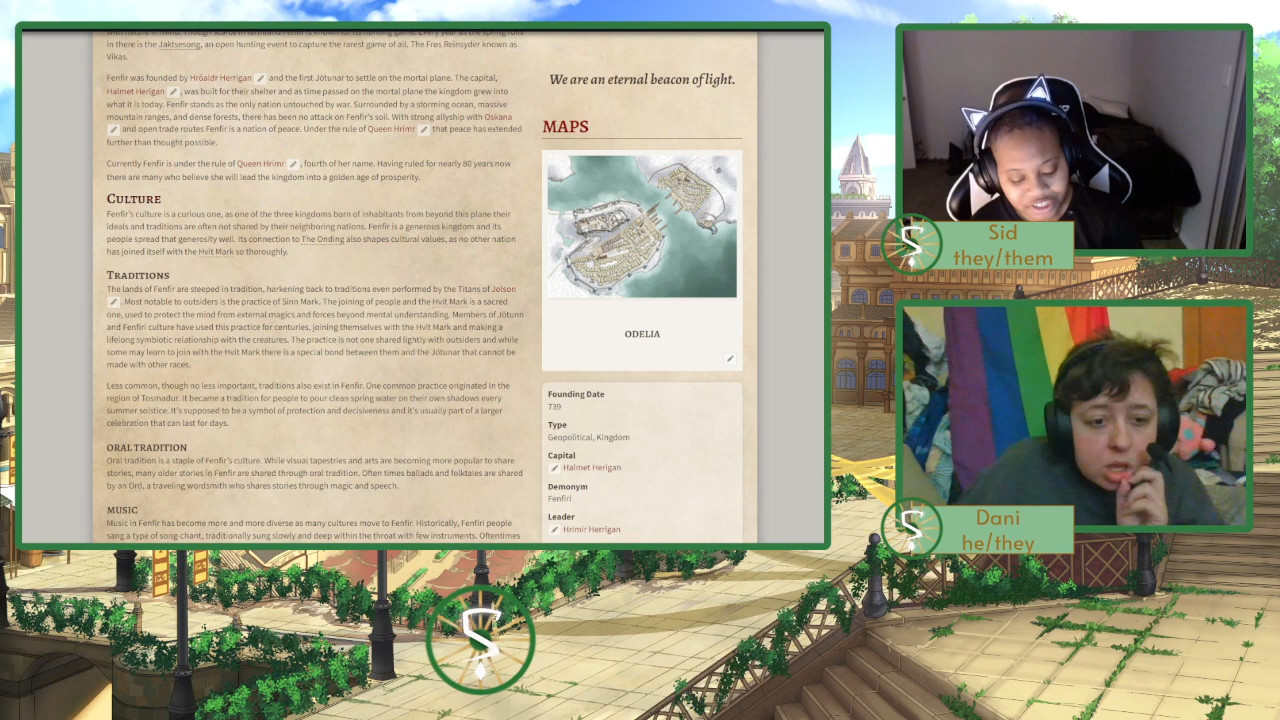 in there is the Jaktsesong, an open hunting event to capture the rarest game of all. The Frøs Reinsyder known as
Vikas.
Fenfir was founded by Hróaldr Herrigan and the first Jötunar to settle on the mortal plane. The capital,
Halmet Herigan , was built for their shelter and as time passed on the mortal plane the kingdom grew into
what it is today. Fenfir stands as the only nation untouched by war. Surrounded by a storming ocean, massive
mountain ranges, and dense forests, there has been no attack on Fenfir's soil. With strong allyship with Oskana
and open trade routes Fenfir is a nation of peace. Under the rule of Queen Hrimr that peace has extended
further than thought possible.
Currently Fenfir is under the rule of Queen Hrimr , fourth of her name. Having ruled for nearly 80 years now
there are many who believe she will lead the kingdom into a golden age of prosperity.
CULTURE
Fenfir's culture is a curious one, as one of the three kingdoms born of inhabitants from beyond this plane their
ideals and traditions are often not shared by their neighboring nations. Fenfir is a generous kingdom and its
people spread that generosity well. Its connection to The Onding also shapes cultural values, as no other nation
has joined itself with the Hvit Mark so thoroughly.
TRADITIONS
The lands of Fenfir are steeped in tradition, harkening back to traditions even performed by the Titans of Jolson
. Most notable to outsiders is the practice of Sinn Mark. The joining of people and the Hvit Mark is a sacred
one, used to protect the mind from external magics and forces beyond mental understanding. Members of Jötunn
and Fenfiri culture have used this practice for centuries, joining themselves with the Hvit Mark and making a
lifelong symbiotic relationship with the creatures. The practice is not one shared lightly with outsiders and while
some may learn to join with the Hvit Mark there is a special bond between them and the Jötunar that cannot be
made with other races.
Less common, though no less important, traditions also exist in Fenfir. One common practice originated In the
region of Tosmadur. It became a tradition for people to pour clean spring water on their own shadows every
summer solstice. It's supposed to be a symbol of protection and decisiveness and it's usually part of a larger
celebration that can last for days.
ORAL TRADITION
Oral tradition is a staple of Fenfir's culture. While visual tapestries and arts are becoming more popular to share
stories, many older stories in Fenfir are shared through oral tradition. Often times ballads and folktales are shared
by an Ord, a traveling wordsmith who shares stories through magic and speech.
MUSIC
Music in Fenfir has become more and more diverse as many cultures move to Fenfir. Historically, Fenfiri people
sang a type of song-chant, traditionally sung slowly and deep within the throat with few instruments. Oftentimes
We are an eternal beacon of light.
MAPS
ODELIA
Founding Date
739
Type
Geopolitical, Kingdom
Capital
Halmet Herigan
Demonym
Fenfiri
Leader
Hrimir Herrigan
Sid
they/them
Dani
he/they
S
S
S